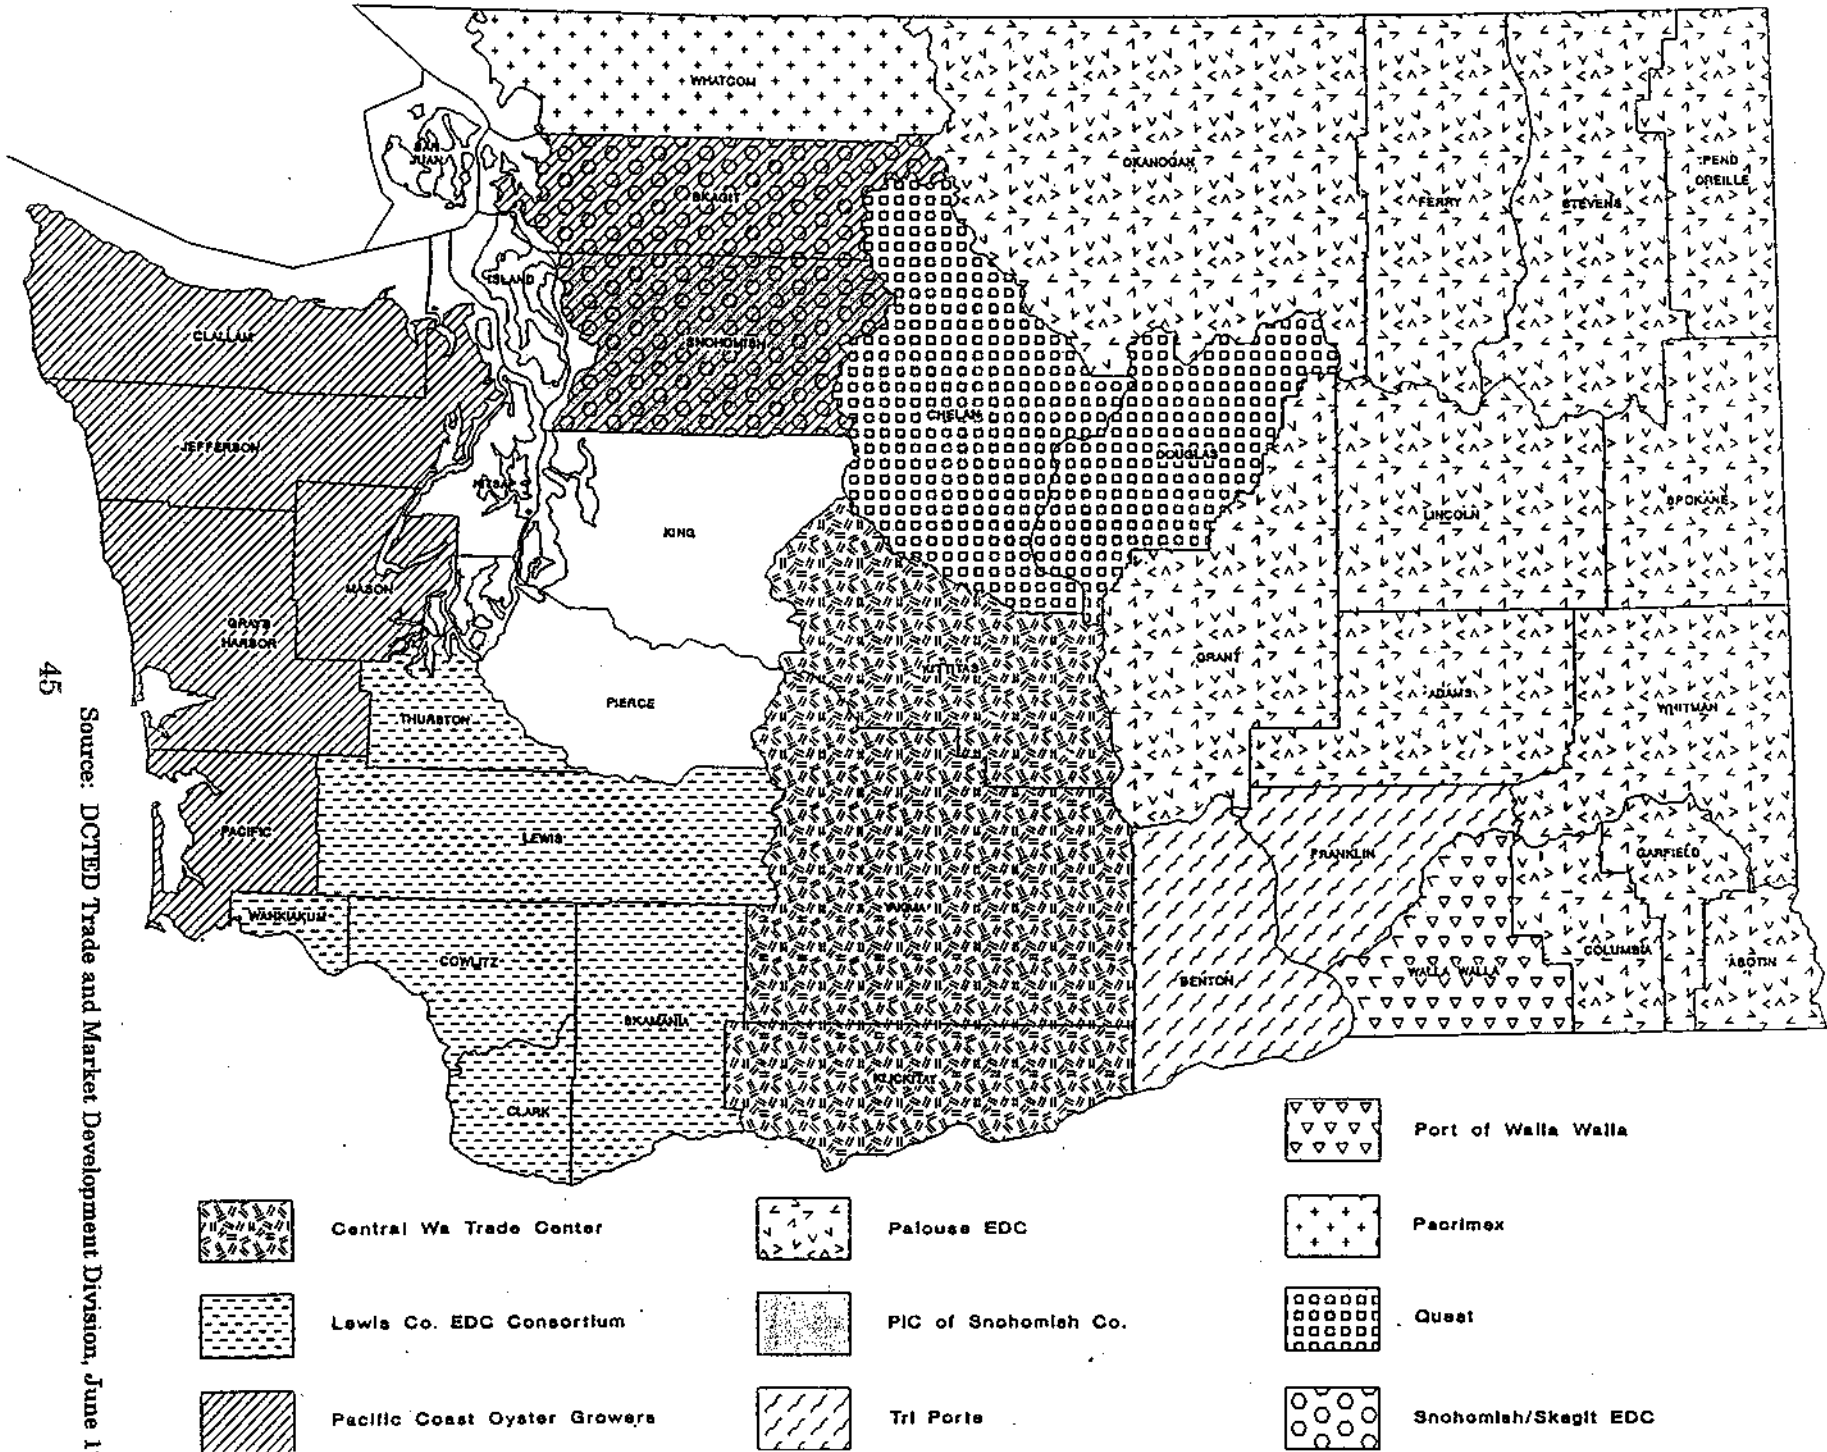 WHATCOM
SAN
JUAN
SKAGIT
OKANOGAN
FERRY
STEVENS
PEND
OREILLE
ISLAND
CLALLAM
SNOHOMISH
CHELAN
JEFFERSON
DOUGLAS
KITSAP
KING
LINCOLN
SPOKANE
MASON
GRAYS
HARBOR
KITTITAS
GRANT
ADAMS
WHITMAN
PIERCE
THURSTON
PACIFIC
LEWIS
FRANKLIN
GARFIELD
WAHKIAKUM
YAKIMA
COWLITZ
BENTON
WALLA WALLA
COLUMBIA
ASOTIN
SKAMANIA
KLICKITAT
CLARK
Port of Walla Walla
Central Wa Trade Center
Palouse EDC
Pacrimex
Lewis Co. EDC Consortium
PIC of Snohomish Co.
Quest
Pacific Coast Oyster Growers
Tri Ports
Snohomish/Skagit EDC
45
Source: DCTED Trade and Market Development Division, June